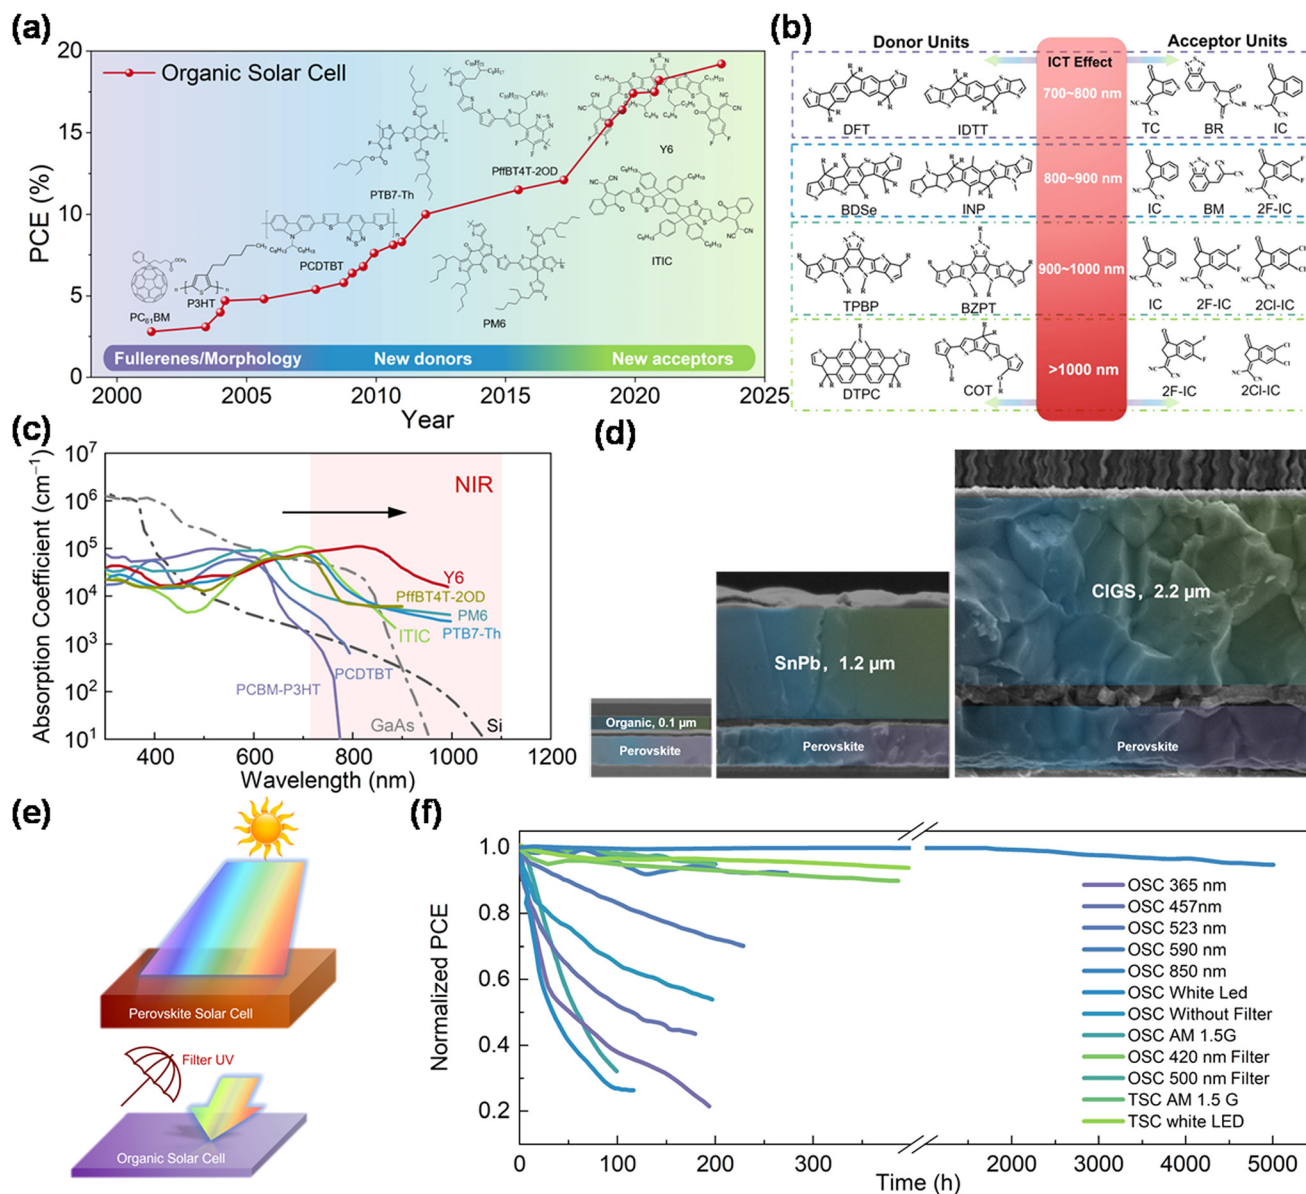 (a)
20
15
10
5
0
PCE (%)
Organic Solar Cell
PC61BM
P3HT
PCDTBT
PTB7-Th
PffBT4T-2OD
PM6
Y6
ITIC
Fullerenes/Morphology
New donors
New acceptors
2000 2005 2010 2015 2020 2025
Year
(b)
Donor Units
ICT Effect
Acceptor Units
700~800 nm
DFT IDTT
TC BR IC
800~900 nm
BDSe INP
IC BM 2F-IC
900~1000 nm
TPBP BZPT
IC 2F-IC 2Cl-IC
>1000 nm
DTPC COT
2F-IC 2Cl-IC
(c)
Absorption Coefficient (cm⁻¹)
10⁷
10⁶
10⁵
10⁴
10³
10²
10¹
NIR
Y6
PffBT4T-2OD
PM6
PTB7-Th
ITIC
PCDTBT
PCBM-P3HT
GaAs
Si
400 600 800 1000 1200
Wavelength (nm)
(d)
Organic, 0.1 µm
Perovskite
SnPb, 1.2 µm
Perovskite
CIGS, 2.2 µm
Perovskite
(e)
Perovskite Solar Cell
Filter UV
Organic Solar Cell
(f)
Normalized PCE
1.0
0.8
0.6
0.4
0.2
OSC 365 nm
OSC 457nm
OSC 523 nm
OSC 590 nm
OSC 850 nm
OSC White Led
OSC Without Filter
OSC AM 1.5G
OSC 420 nm Filter
OSC 500 nm Filter
TSC AM 1.5 G
TSC white LED
0 100 200 300 2000 3000 4000 5000
Time (h)